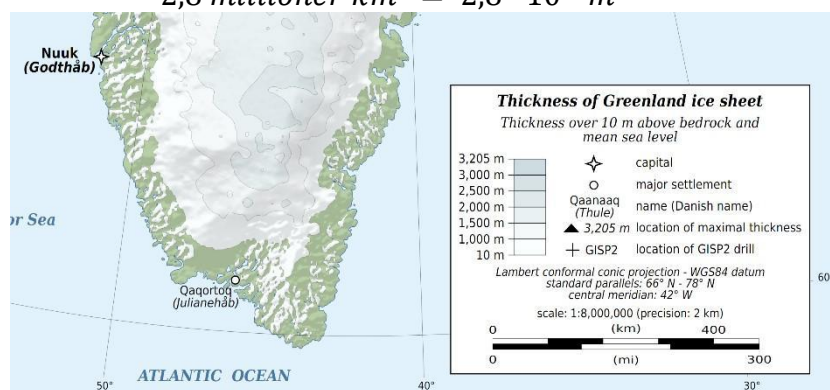 Nuuk
(Godthåb)
or Sea
Qaqortoq
(Julianehåb)
ATLANTIC OCEAN
50°
40°
30°
60
Thickness of Greenland ice sheet
Thickness over 10 m above bedrock and
mean sea level
3,205 m
3,000 m
2,500 m
2,000 m
1,500 m
1,000 m
10 m
capital
major settlement
Qaanaaq
(Thule)
name (Danish name)
3,205 m
location of maximal thickness
GISP2
location of GISP2 drill
Lambert conformal conic projection - WGS84 datum
standard parallels: 66° N - 78° N
central meridian: 42° W
scale: 1:8,000,000 (precision: 2 km)
0 (km) 400
0 (mi) 300